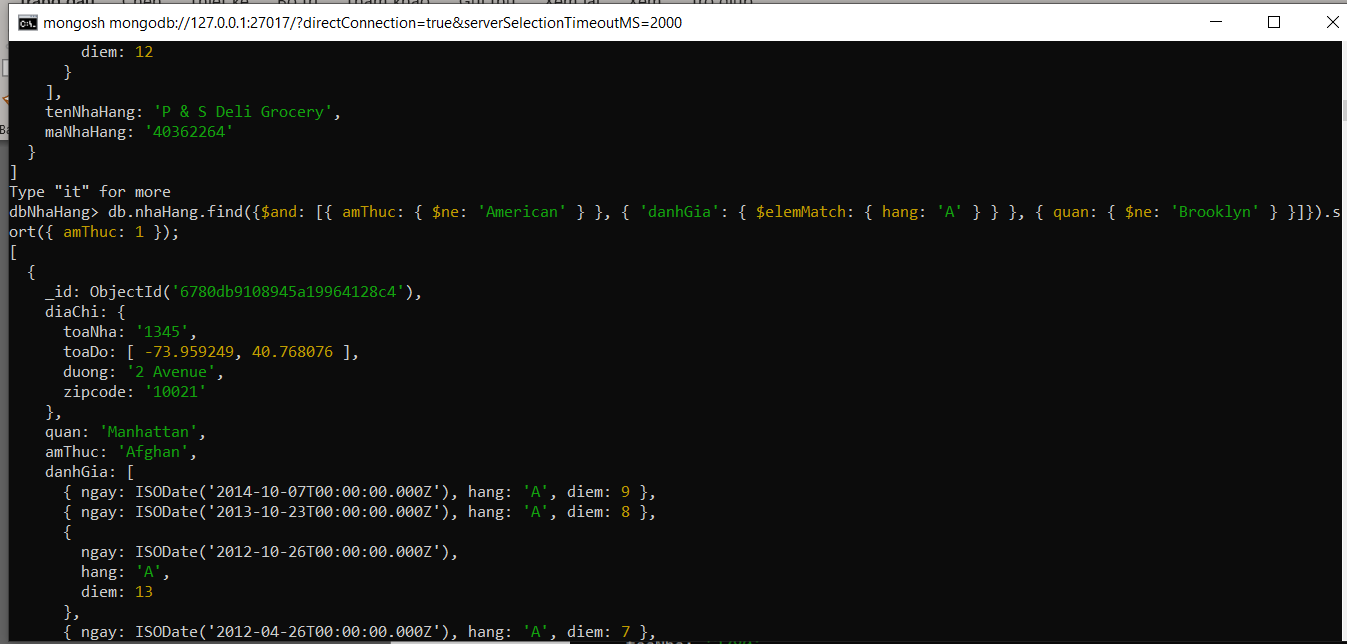 mongosh mongodb://127.0.0.1:27017/?directConnection=true&serverSelectionTimeoutMS=2000
diem: 12
}
],
tenNhaHang: 'P & S Deli Grocery',
maNhaHang: '40362264'
}
]
Type "it" for more
dbNhaHang> db.nhaHang.find({$and: [{ amThuc: { $ne: 'American' } }, { 'danhGia': { $elemMatch: { hang: 'A' } } }, { quan: { $ne: 'Brooklyn' } }]}).s
ort({ amThuc: 1 });
[
{
_id: ObjectId('6780db9108945a19964128c4'),
diaChi: {
toaNha: '1345',
toaDo: [ -73.959249, 40.768076 ],
duong: '2 Avenue',
zipcode: '10021'
},
quan: 'Manhattan',
amThuc: 'Afghan',
danhGia: [
{ ngay: ISODate('2014-10-07T00:00:00.000Z'), hang: 'A', diem: 9 },
{ ngay: ISODate('2013-10-23T00:00:00.000Z'), hang: 'A', diem: 8 },
{
ngay: ISODate('2012-10-26T00:00:00.000Z'),
hang: 'A',
diem: 13
},
{ ngay: ISODate('2012-04-26T00:00:00.000Z'), hang: 'A', diem: 7 },